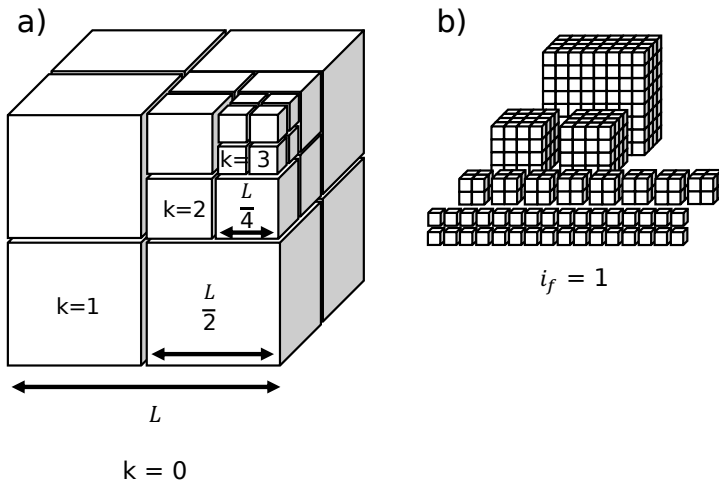 a)
k= 3
k=2
L
4
k=1
L
2
L
k = 0
b)
i_f = 1